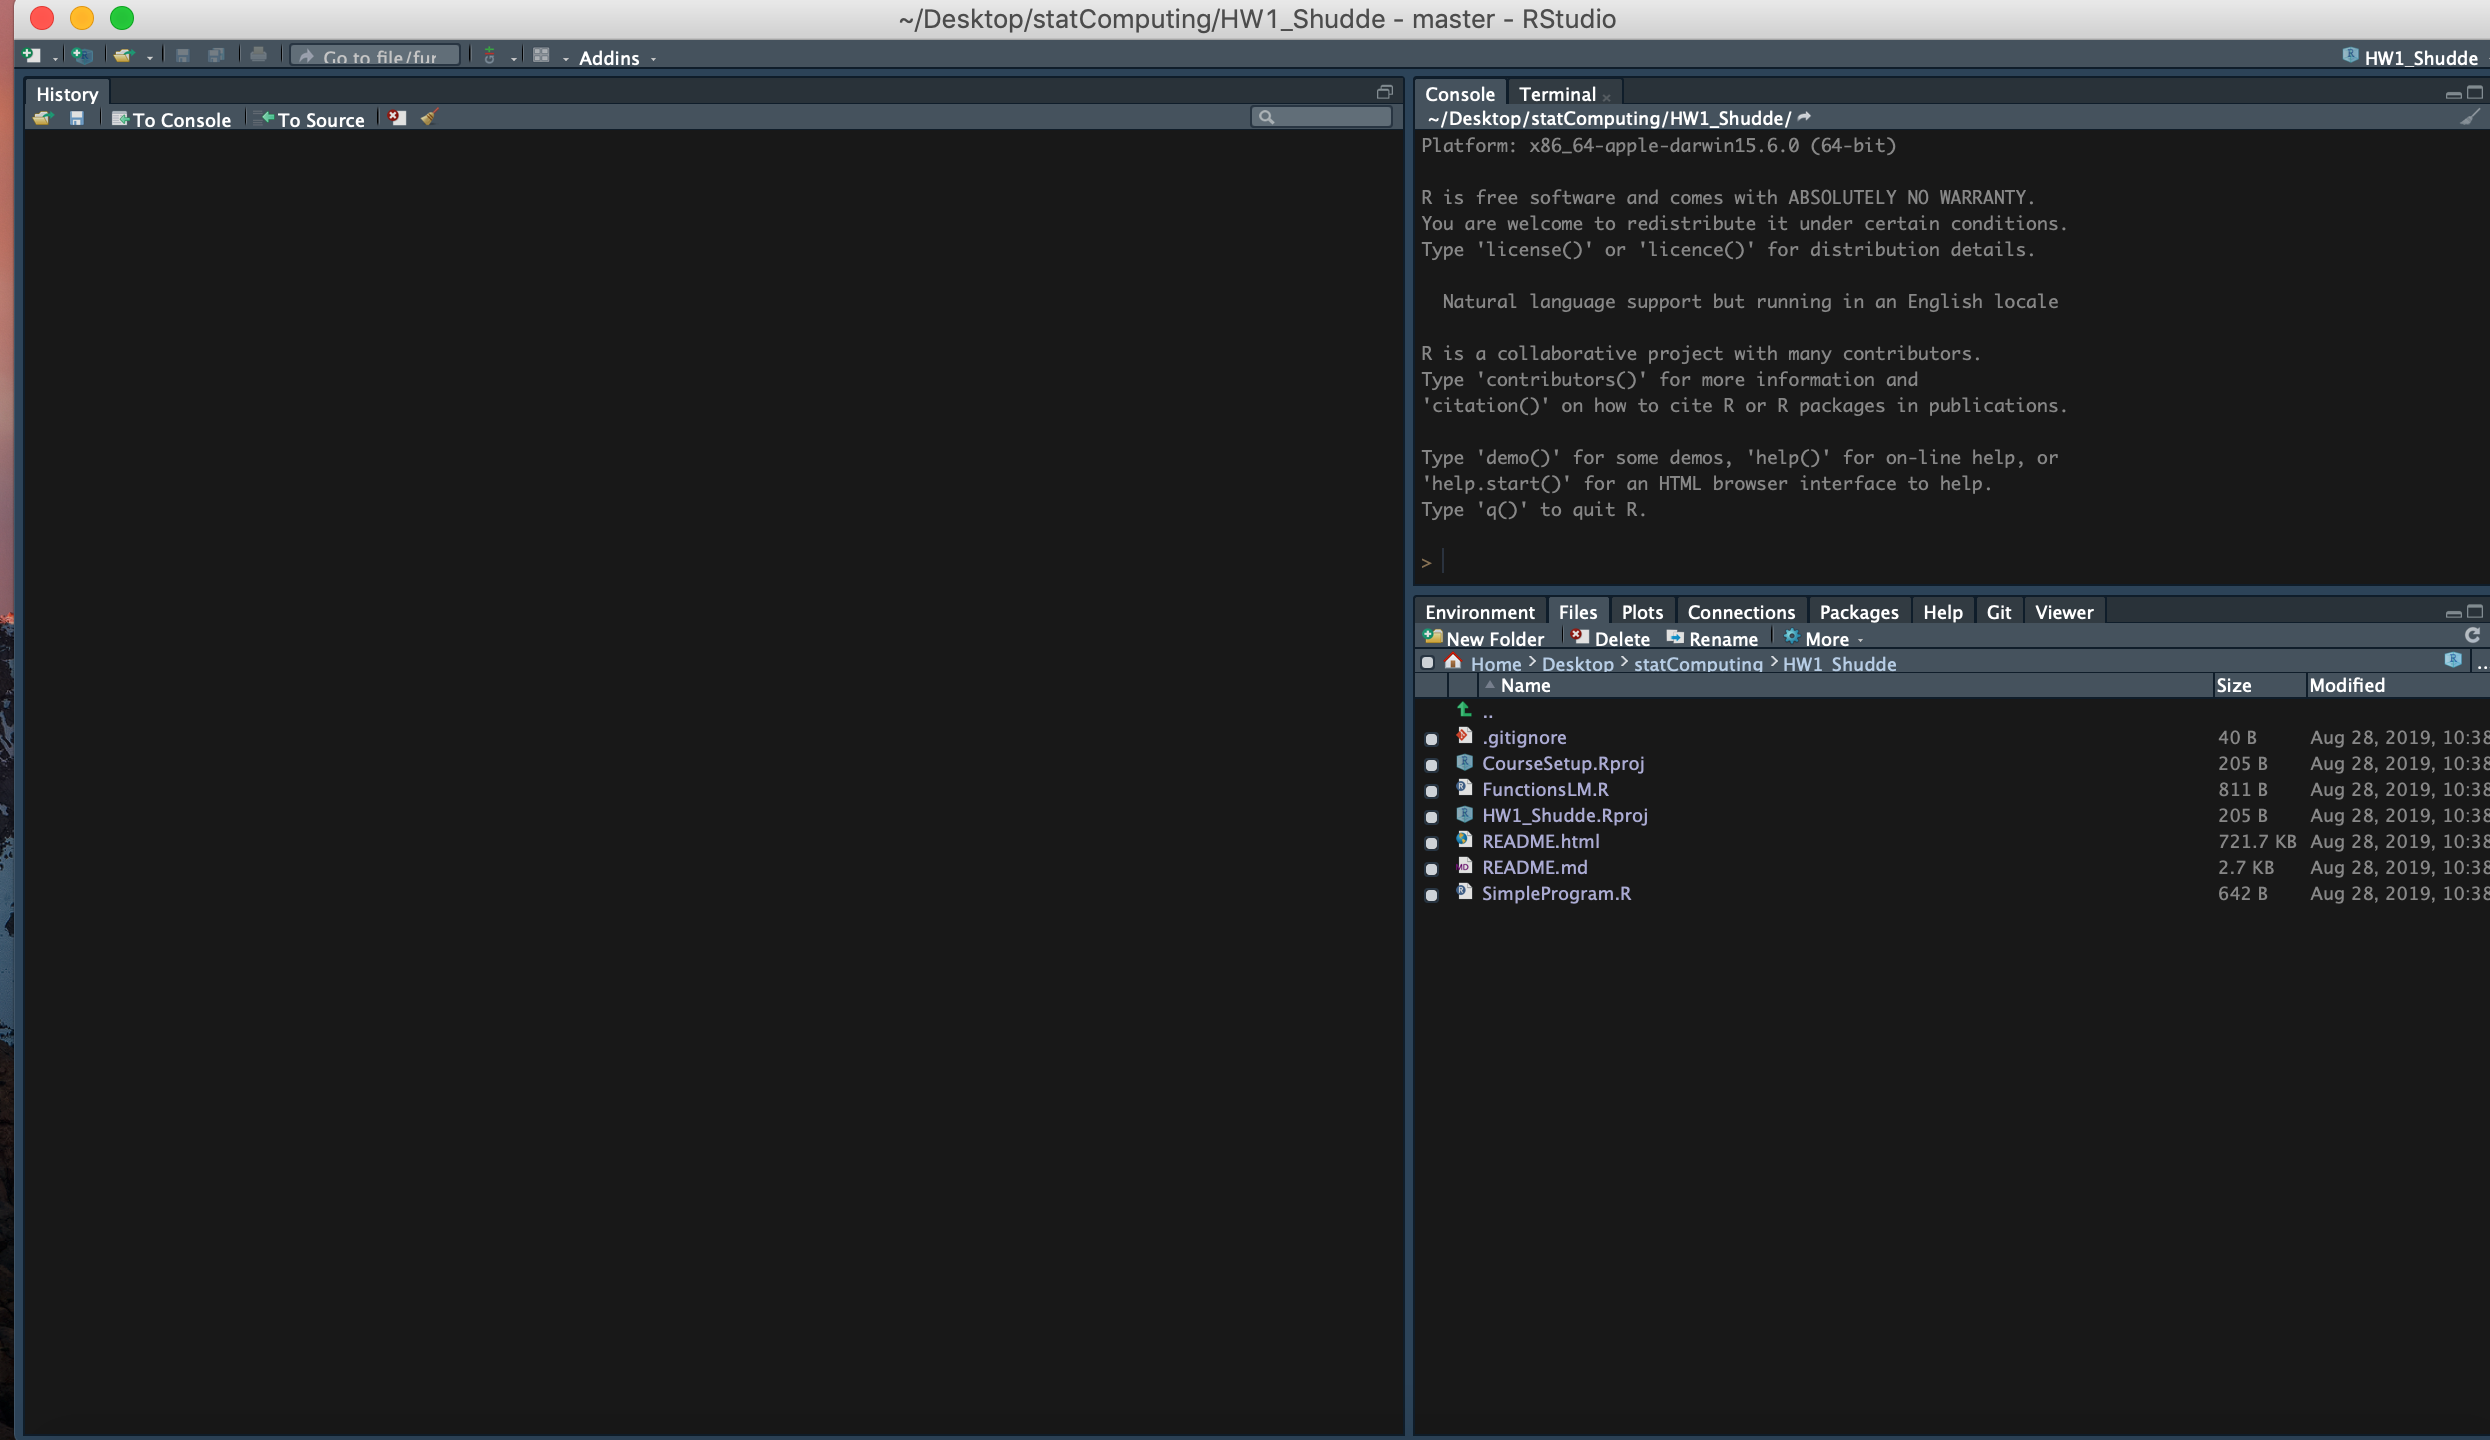 ~/Desktop/statComputing/HW1_Shudde - master - RStudio
Go to file/fur
Addins
HW1_Shudde
History
To Console
To Source
Console
Terminal
~/Desktop/statComputing/HW1_Shudde/
Platform: x86_64-apple-darwin15.6.0 (64-bit)
R is free software and comes with ABSOLUTELY NO WARRANTY.
You are welcome to redistribute it under certain conditions.
Type 'license()' or 'licence()' for distribution details.
Natural language support but running in an English locale
R is a collaborative project with many contributors.
Type 'contributors()' for more information and
'citation()' on how to cite R or R packages in publications.
Type 'demo()' for some demos, 'help()' for on-line help, or
'help.start()' for an HTML browser interface to help.
Type 'q()' to quit R.
>
Environment Files Plots Connections Packages Help Git Viewer
New Folder Delete Rename More
Home > Desktop > statComputing > HW1_Shudde ..
Name Size Modified
..
.gitignore 40 B Aug 28, 2019, 10:38
CourseSetup.Rproj 205 B Aug 28, 2019, 10:38
FunctionsLM.R 811 B Aug 28, 2019, 10:38
HW1_Shudde.Rproj 205 B Aug 28, 2019, 10:38
README.html 721.7 KB Aug 28, 2019, 10:38
README.md 2.7 KB Aug 28, 2019, 10:38
SimpleProgram.R 642 B Aug 28, 2019, 10:38